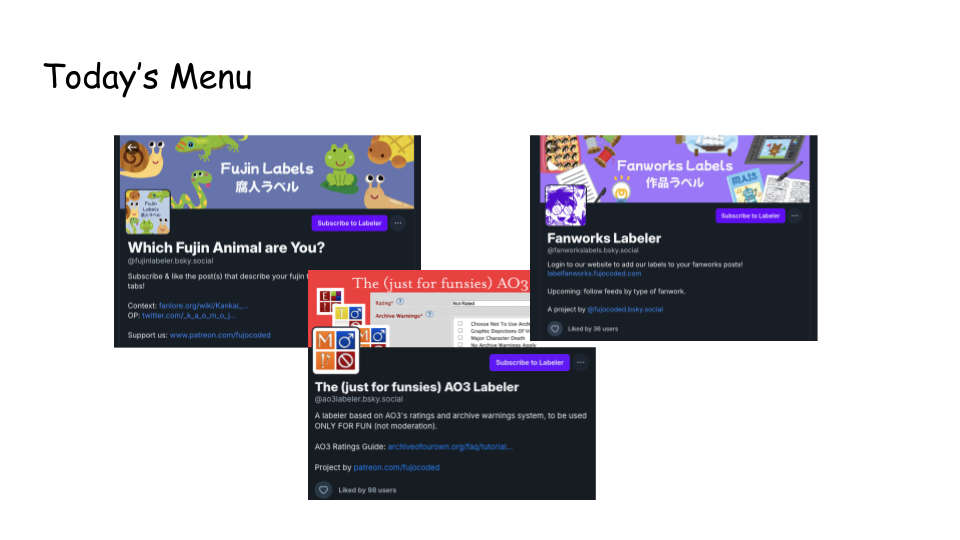 Today's Menu
Fujin Labels
腐人ラベル
Fujin
Labels
腐人ラベル
Subscribe to Labeler
Which Fujin Animal are You?
@fujinlabeler.bsky.social
Subscribe & like the post(s) that describe your fujin
tabs!
Context: fanlore.org/wiki/Kankal_...
OP: twitter.com/_k_a_o_m_o_j...
Support us: www.patreon.com/fujocoded
Fanworks Labels
作品ラベル
同人誌
Subscribe to Labeler
Fanworks Labeler
@fanworkslabels.bsky.social
Login to our website to add our labels to your fanworks posts!
labelfanworks.fujocoded.com
Upcoming: follow feeds by type of fanwork.
A project by @fujocoded.bsky.social
Liked by 36 users
The (just for funsies) AO3
Rating* ? Not Rated
Archive Warnings* ?
Choose Not To Use Arch
Graphic Depictions Of V
Major Character Death
No Archive Warnings Apply
E
T
M
M
Subscribe to Labeler
The (just for funsies) AO3 Labeler
@ao3labeler.bsky.social
A labeler based on AO3's ratings and archive warnings system, to be used
ONLY FOR FUN (not moderation).
AO3 Ratings Guide: archiveofourown.org/faq/tutorial...
Project by patreon.com/fujocoded
Liked by 98 users